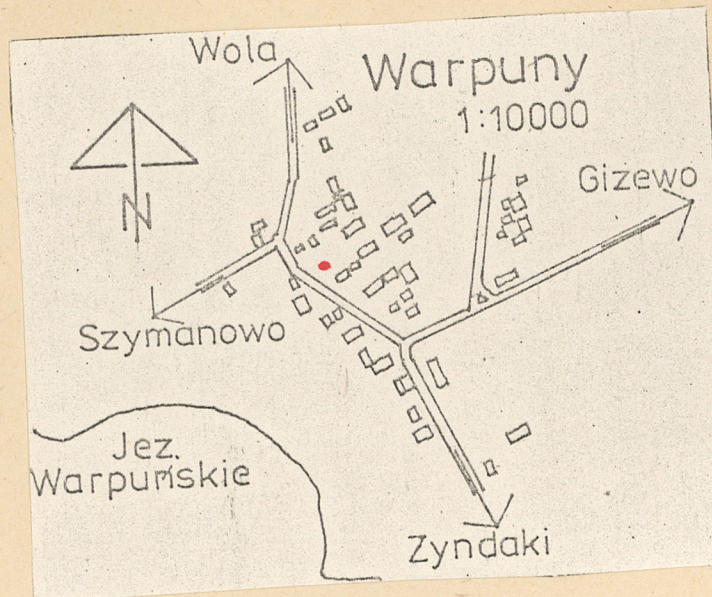 Wola
Warpuny
1:10000
N
Gizewo
Szymanowo
Jez.
Warpuńskie
Zyndaki